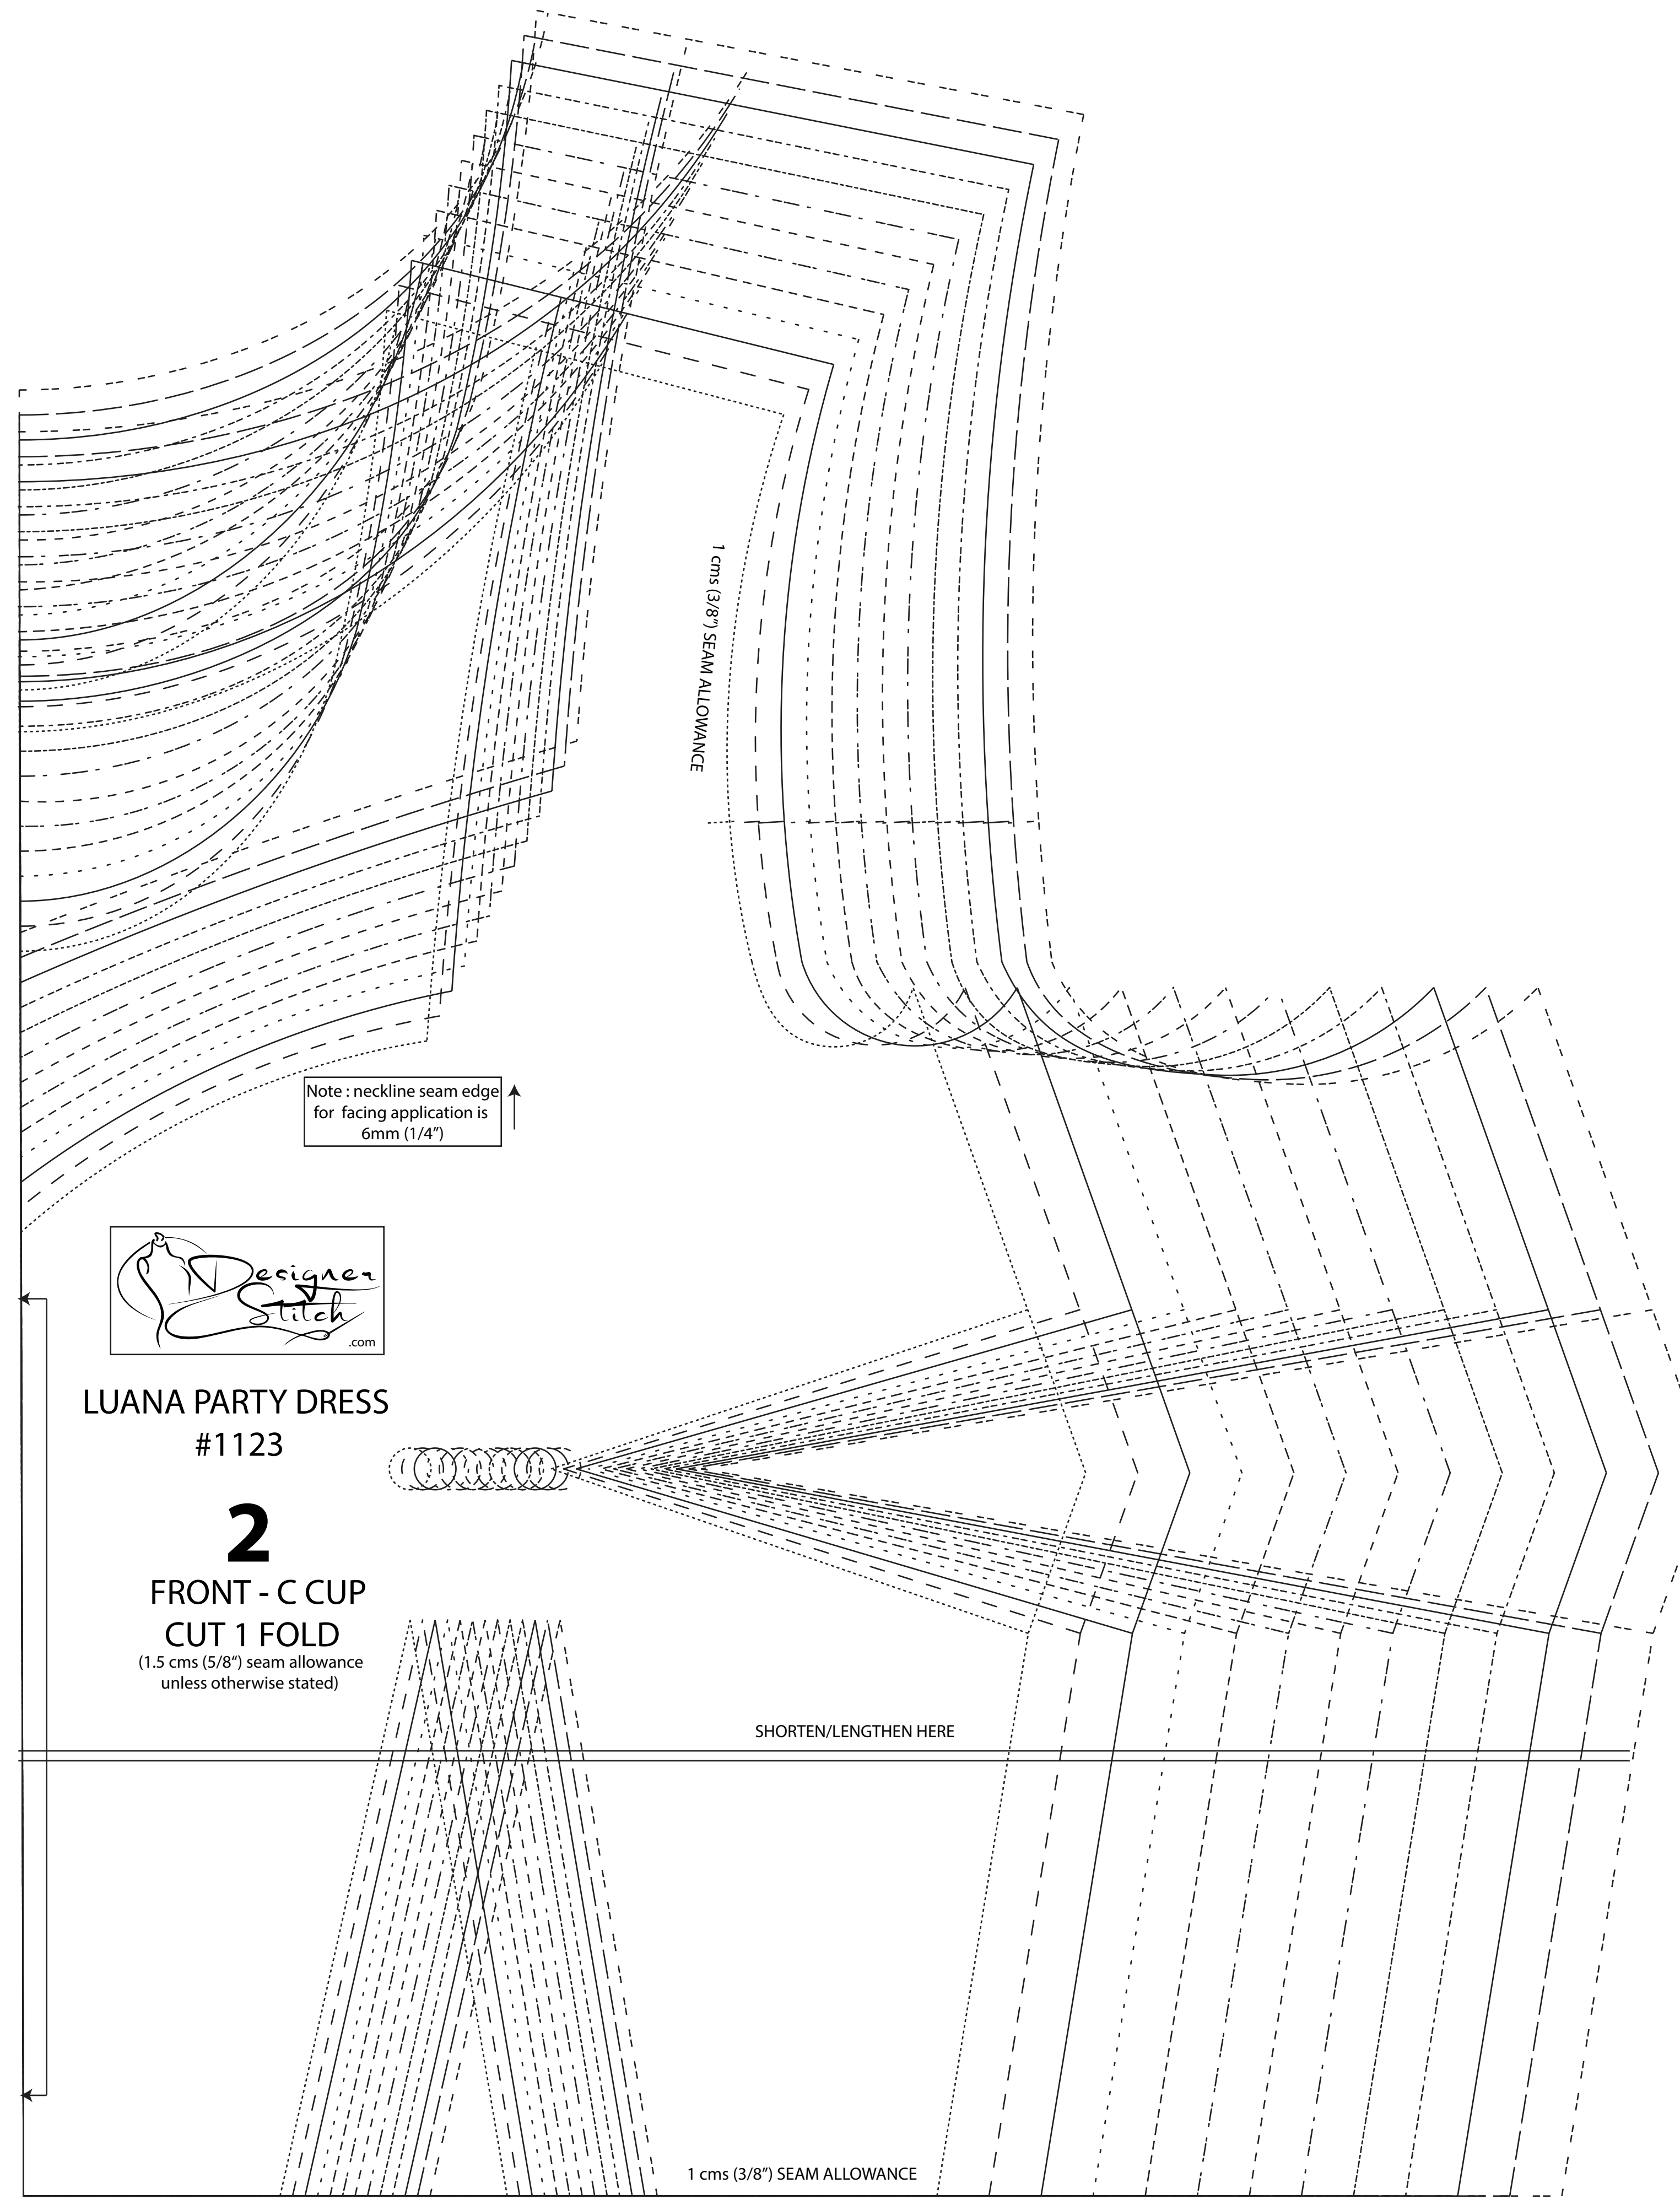 1 cms (3/8”) SEAM ALLOWANCE
Note : neckline seam edge
for facing application is
6mm (1/4”)
Designer
Stitch
.com
LUANA PARTY DRESS
#1123
2
FRONT - C CUP
CUT 1 FOLD
(1.5 cms (5/8“) seam allowance
unless otherwise stated)
SHORTEN/LENGTHEN HERE
1 cms (3/8”) SEAM ALLOWANCE